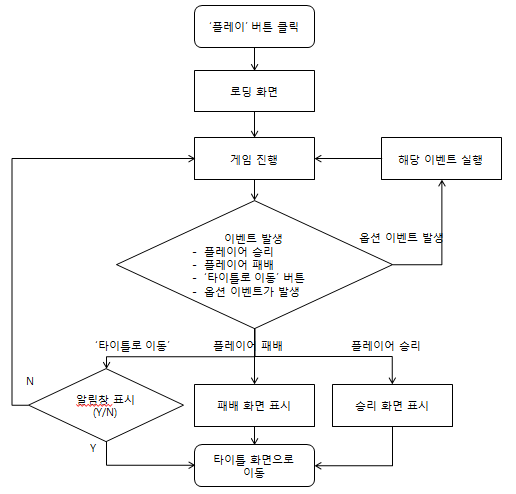 ‘플레이’ 버튼 클릭
로딩 화면
게임 진행
해당 이벤트 실행
이벤트 발생
- 플레이어 승리
- 플레이어 패배
- ‘타이틀로 이동’ 버튼
- 옵션 이벤트가 발생
옵션 이벤트 발생
‘타이틀로 이동’
플레이어 패배
플레이어 승리
N
알림창 표시
(Y/N)
패배 화면 표시
승리 화면 표시
Y
타이틀 화면으로
이동